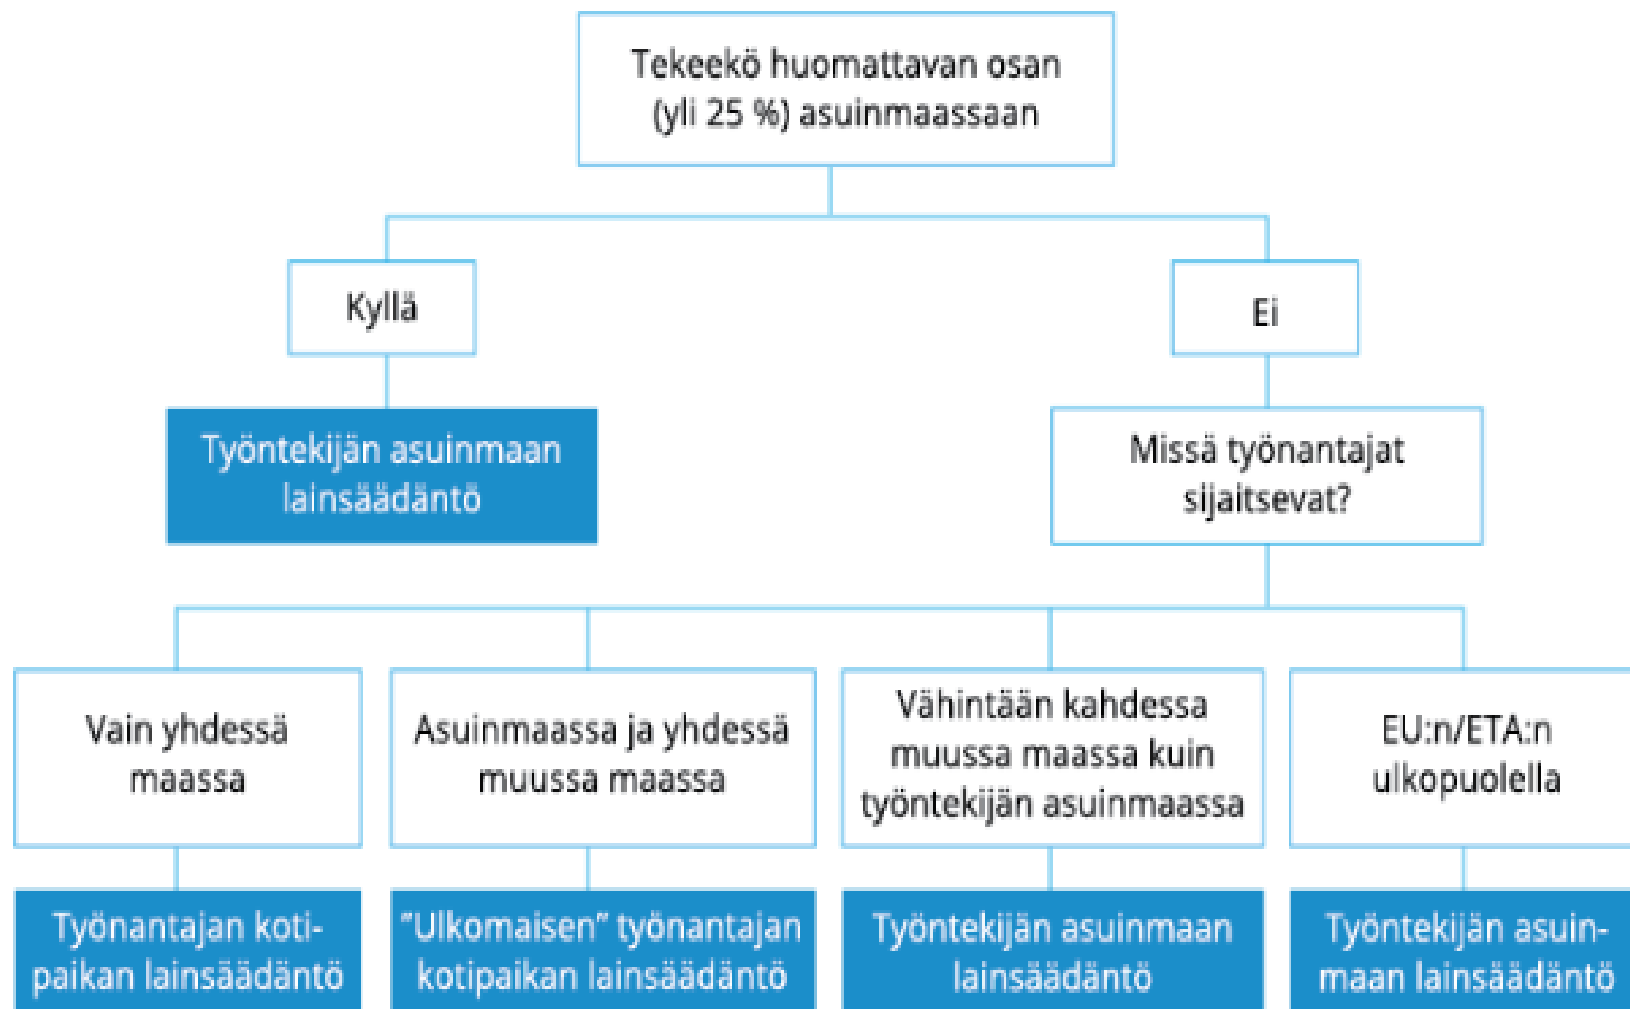 Tekeekö huomattavan osan
(yli 25 %) asuinmaassaan
Kyllä
Ei
Työntekijän asuinmaan
lainsäädäntö
Missä työnantajat
sijaitsevat?
Vain yhdessä
maassa
Asuinmaassa ja yhdessä
muussa maassa
Vähintään kahdessa
muussa maassa kuin
työntekijän asuinmaassa
EU:n/ETA:n
ulkopuolella
Työnantajan koti-
paikan lainsäädäntö
”Ulkomaisen” työnantajan
kotipaikan lainsäädäntö
Työntekijän asuinmaan
lainsäädäntö
Työntekijän asuin-
maan lainsäädäntö